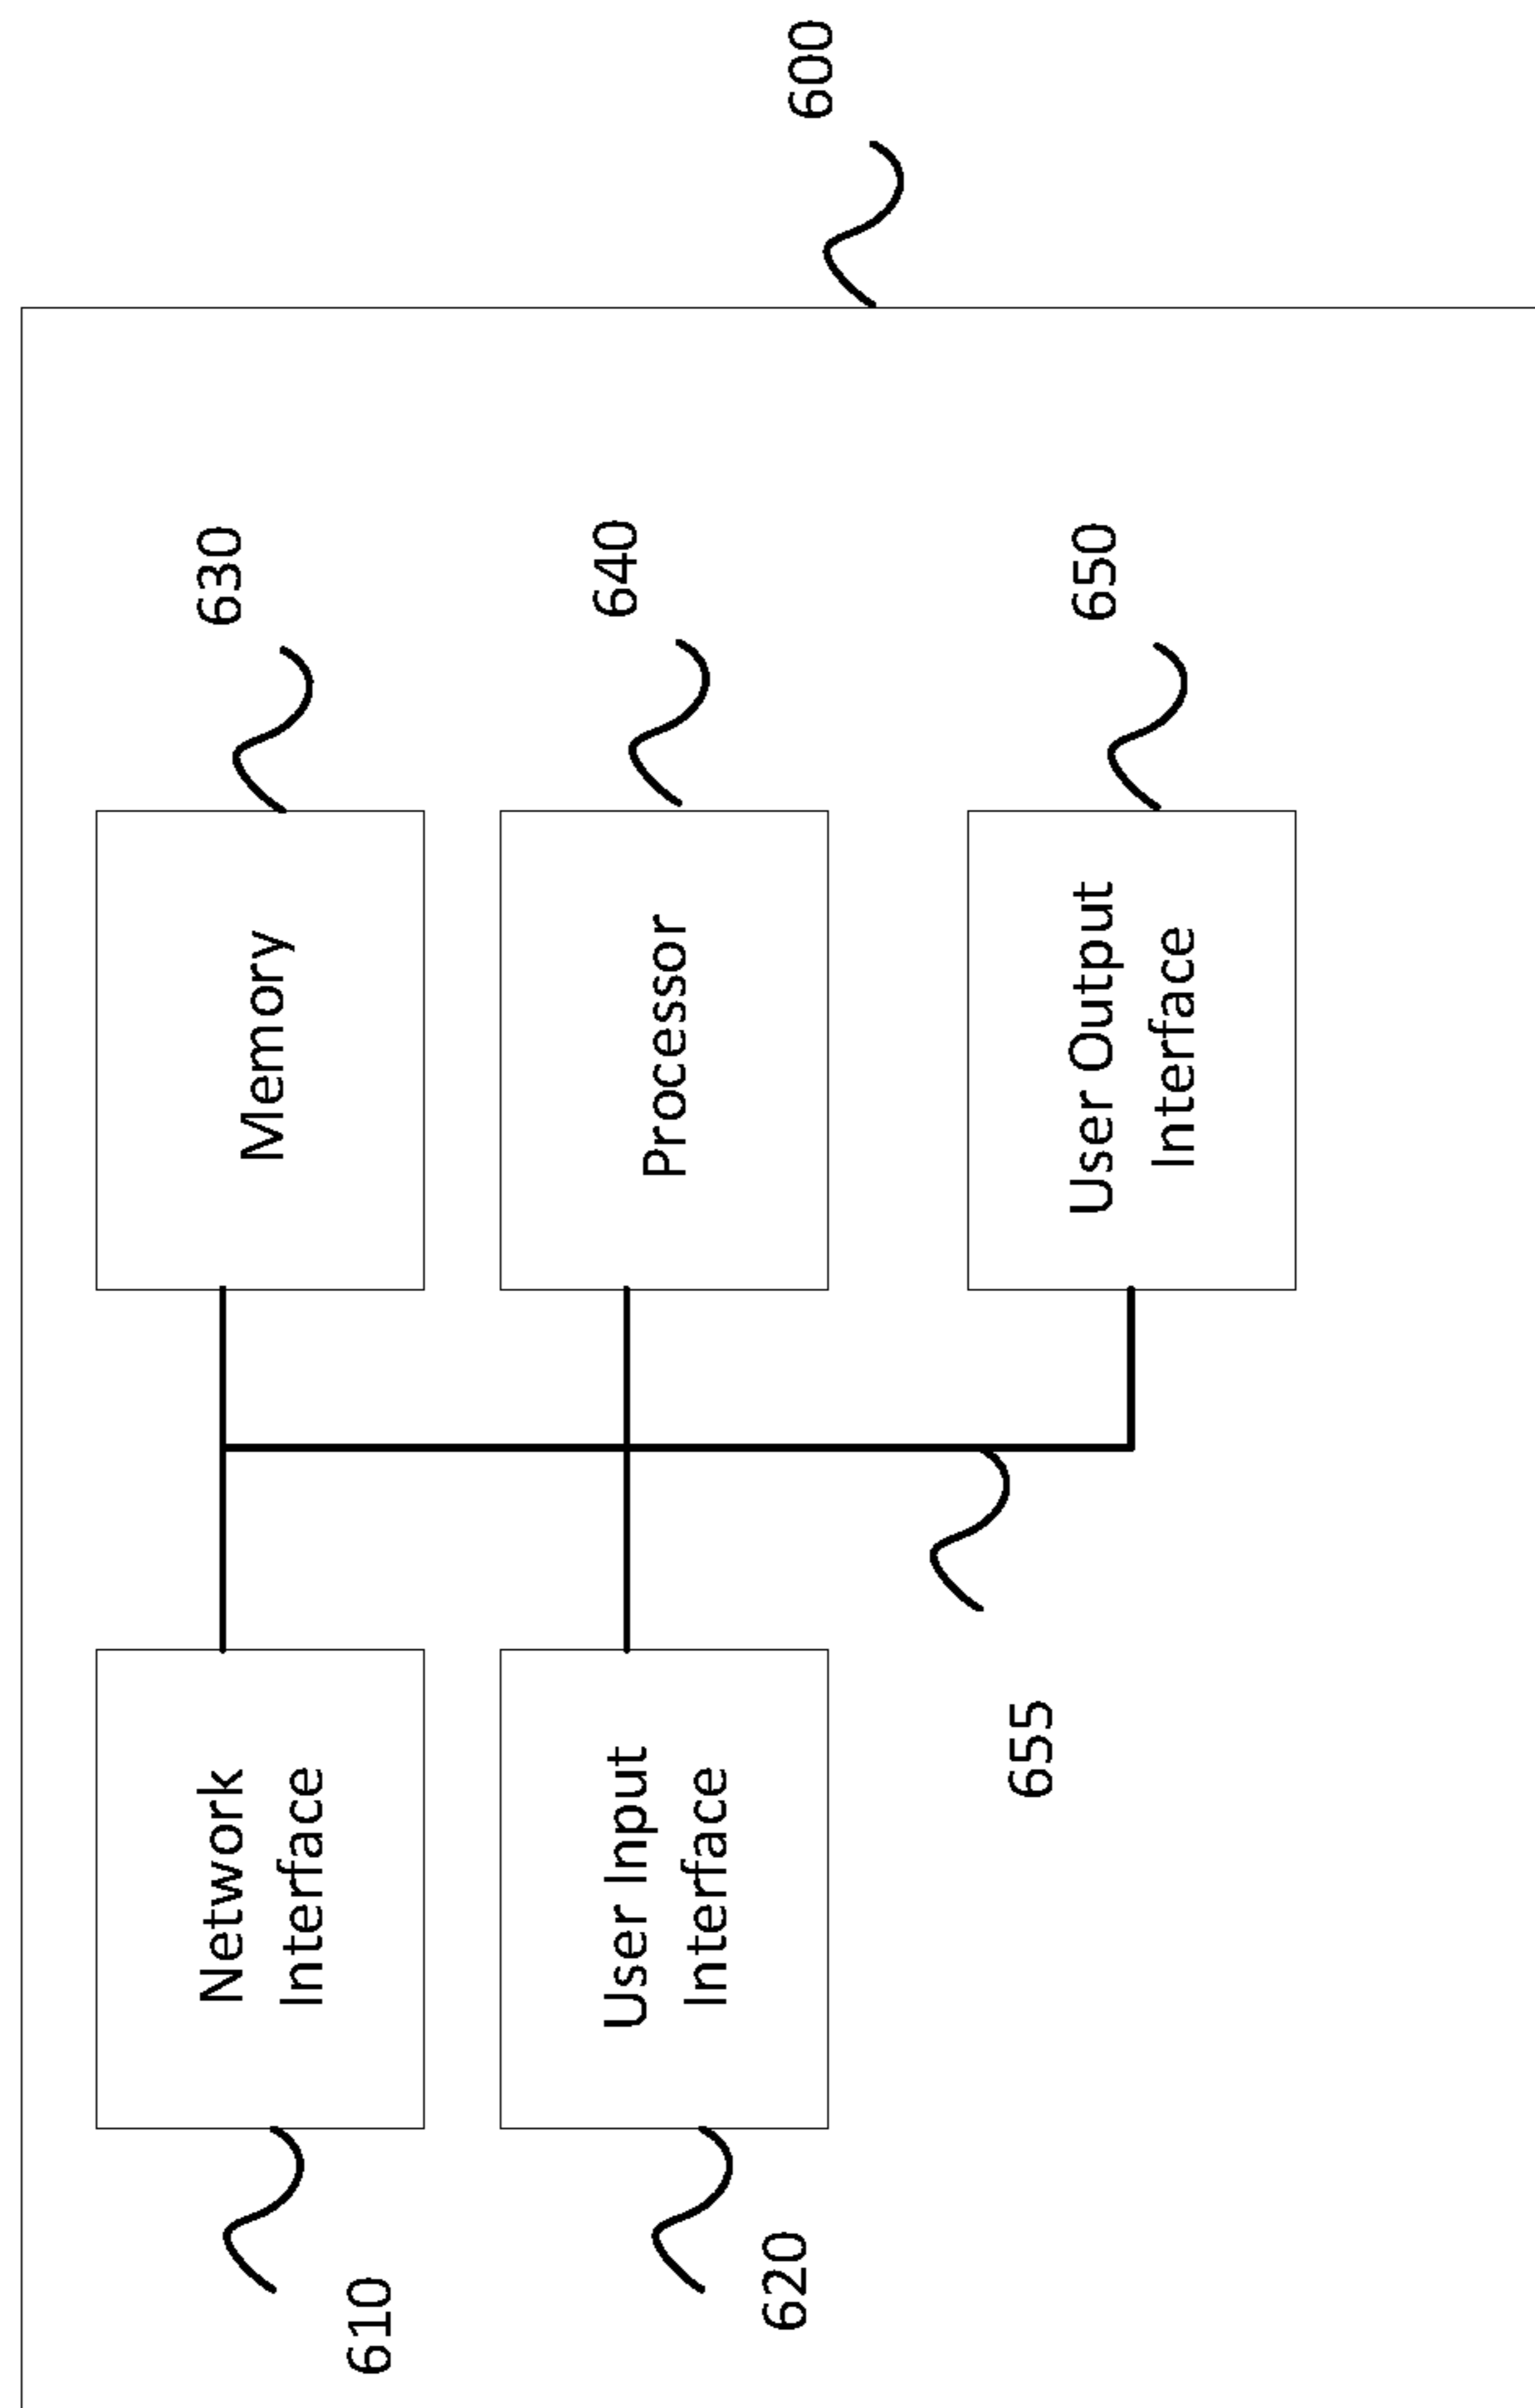 600
630
640
650
Memory
Processor
User Output
Interface
Network
Interface
User Input
Interface
655
610
620